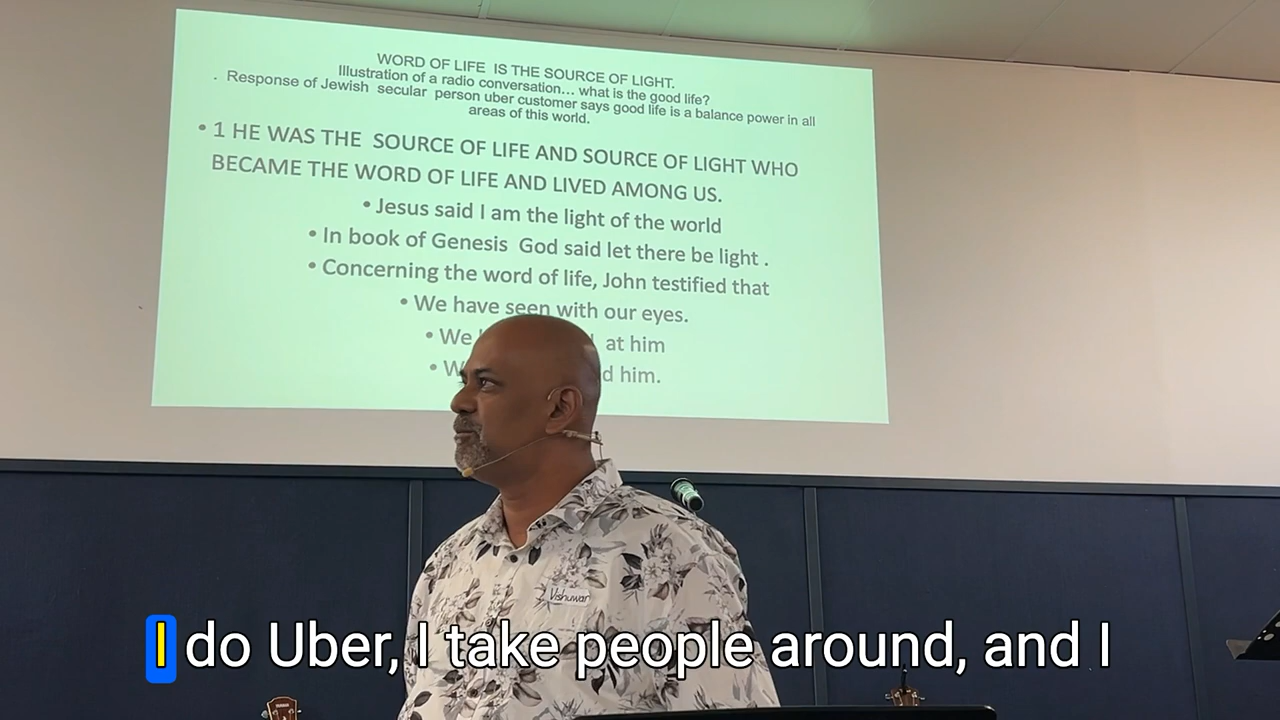 WORD OF LIFE IS THE SOURCE OF LIGHT.
Illustration of a radio conversation... what is the good life?
. Response of Jewish secular person uber customer says good life is a balance power in all
areas of this world.
• 1 HE WAS THE SOURCE OF LIFE AND SOURCE OF LIGHT WHO
BECAME THE WORD OF LIFE AND LIVED AMONG US.
• Jesus said I am the light of the world
• In book of Genesis God said let there be light .
• Concerning the word of life, John testified that
• We have seen with our eyes.
• We at him
• him.
Vishuwar
I do Uber, I take people around, and I